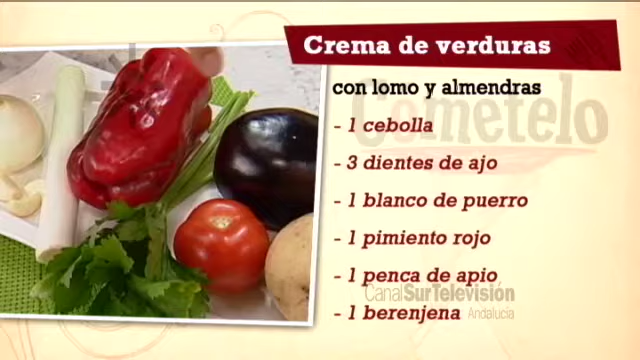 Crema de verduras
con lomo y almendras
Cometelo
- 1 cebolla
- 3 dientes de ajo
- 1 blanco de puerro
- 1 pimiento rojo
- 1 penca de apio
CanalSurTelevisión
Andalucía
- 1 berenjena